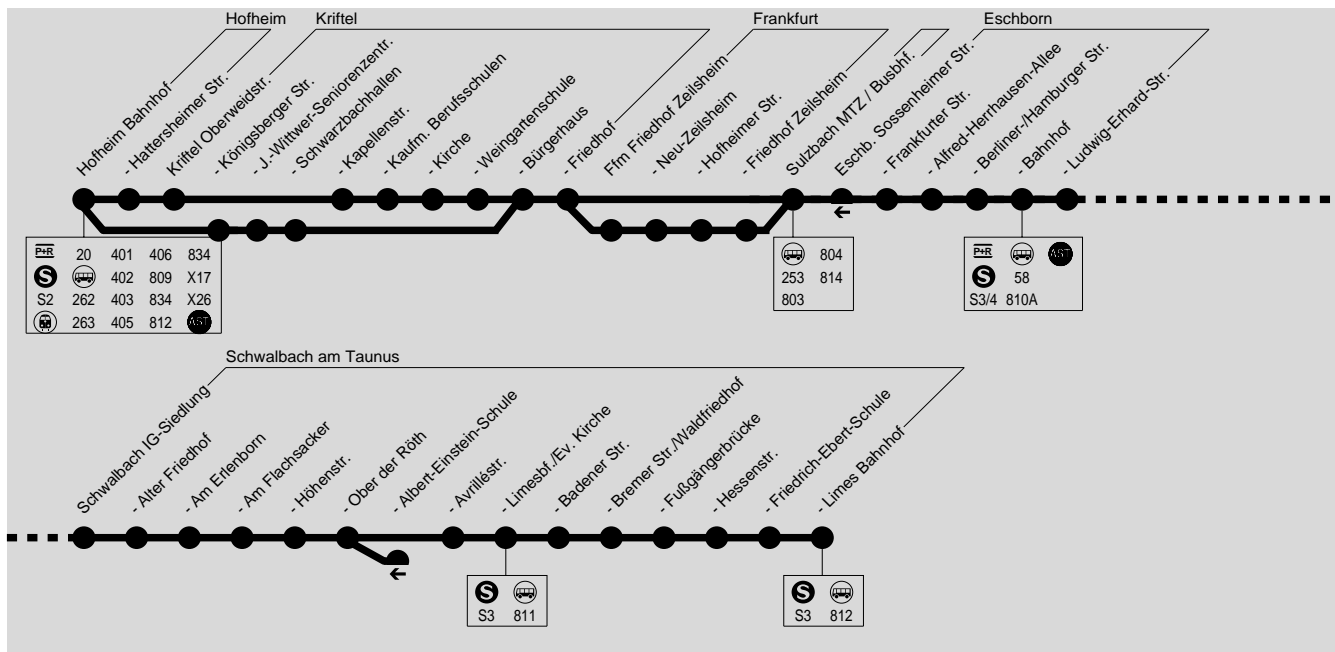 Hofheim
Kriftel
Frankfurt
Eschborn
Hofheim Bahnhof
- Hattersheimer Str.
Kriftel Oberweidstr.
- Königsberger Str.
- J.-Wittwer-Seniorenzentr.
- Schwarzbachhallen
- Kapellenstr.
- Kaufm. Berufsschulen
- Kirche
- Weingartenschule
- Bürgerhaus
- Friedhof
Ffm Friedhof Zeilsheim
- Neu-Zeilsheim
- Hofheimer Str.
- Friedhof Zeilsheim
Sulzbach MTZ / Busbhf.
Eschb. Sossenheimer Str.
- Frankfurter Str.
- Alfred-Herrhausen-Allee
- Berliner-/Hamburger Str.
- Bahnhof
- Ludwig-Erhard-Str.
P+R 20 401 406 834
S 402 809 X17
S2 262 403 834 X26
263 405 812 AST
804
253 814
803
P+R AST
S 58
S3/4 810A
Schwalbach am Taunus
Schwalbach IG-Siedlung
- Alter Friedhof
- Am Erlenborn
- Am Flachsacker
- Höhenstr.
- Ober der Röth
- Albert-Einstein-Schule
- Avrilléstr.
- Limesbf./Ev. Kirche
- Badener Str.
- Bremer Str./Waldfriedhof
- Fußgängerbrücke
- Hessenstr.
- Friedrich-Ebert-Schule
- Limes Bahnhof
S
S3 811
S
S3 812